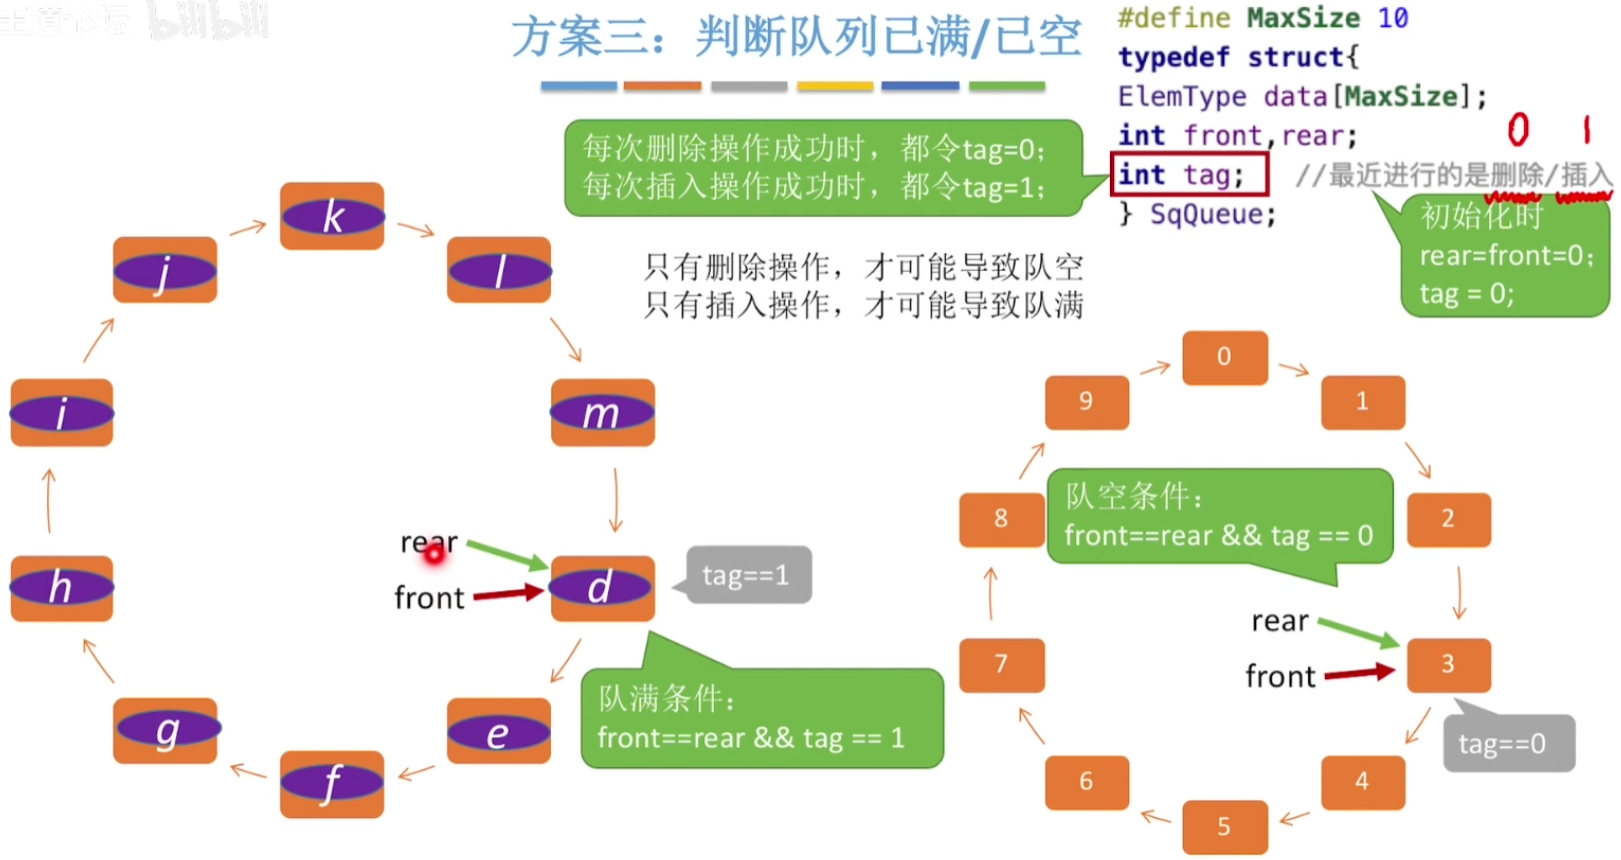 王道论坛 bilibili
方案三：判断队列已满/已空
#define MaxSize 10
typedef struct{
ElemType data[MaxSize];
int front,rear;
0 1
int tag; //最近进行的是删除/插入
} SqQueue;
每次删除操作成功时，都令tag=0；
每次插入操作成功时，都令tag=1；
初始化时
rear=front=0；
tag = 0;
只有删除操作，才可能导致队空
只有插入操作，才可能导致队满
k
l
m
d
e
f
g
h
i
j
rear
front
tag==1
队满条件：
front==rear && tag == 1
0
1
2
3
4
5
6
7
8
9
队空条件：
front==rear && tag == 0
rear
front
tag==0